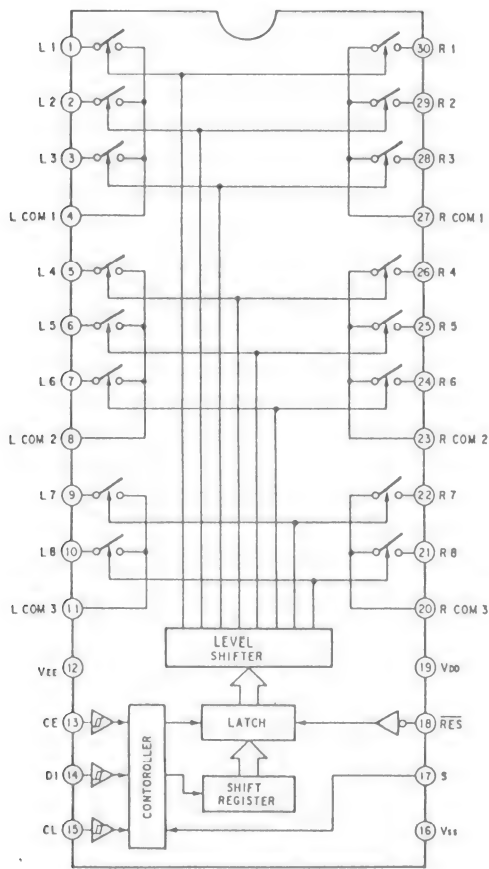 L 1 1 30 R 1
L 2 2 29 R 2
L 3 3 28 R 3
L COM 1 4 27 R COM 1
L 4 5 26 R 4
L 5 6 25 R 5
L 6 7 24 R 6
L COM 2 8 23 R COM 2
L 7 9 22 R 7
L 8 10 21 R 8
L COM 3 11 20 R COM 3
LEVEL
SHIFTER
VEE 12 19 VDD
CE 13 LATCH 18 RES
CONTOROLLER
DI 14 SHIFT
REGISTER 17 S
CL 15 16 Vss